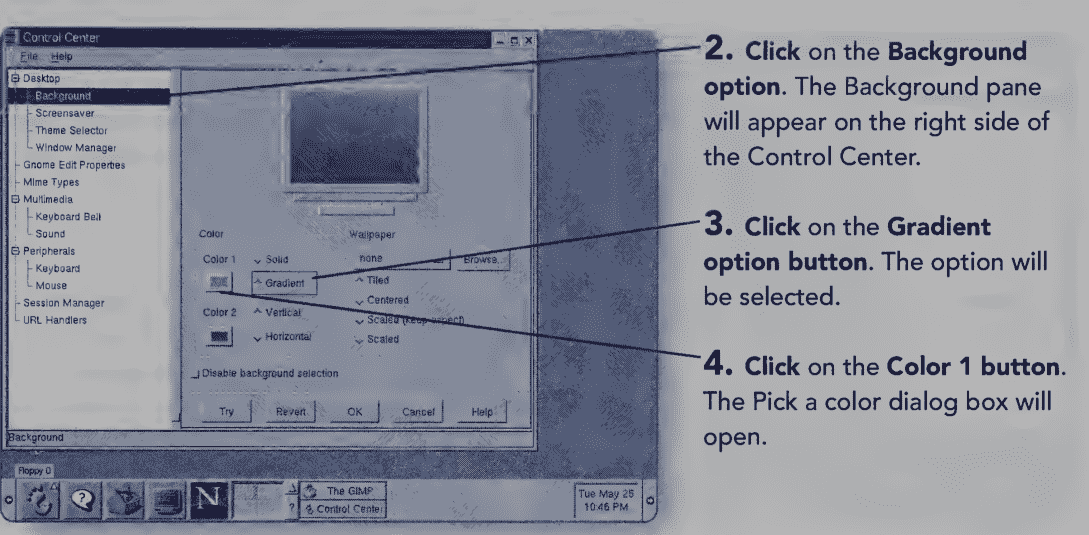 Control Center
File Help
Desktop
Background
Screensaver
Theme Selector
Window Manager
Gnome Edit Properties
Mime Types
Multimedia
Keyboard Bell
Sound
Peripherals
Keyboard
Mouse
Session Manager
URL Handlers
Color
Wallpaper
Color 1
Solid
none
Browse...
Gradient
Tiled
Centered
Color 2
Vertical
Scaled (keep aspect)
Horizontal
Scaled
Disable background selection
Try
Revert
OK
Cancel
Help
Background
Floppy 0
N
The GIMP
Control Center
Tue May 25
10:46 PM
2. Click on the Background
option. The Background pane
will appear on the right side of
the Control Center.
3. Click on the Gradient
option button. The option will
be selected.
4. Click on the Color 1 button.
The Pick a color dialog box will
open.